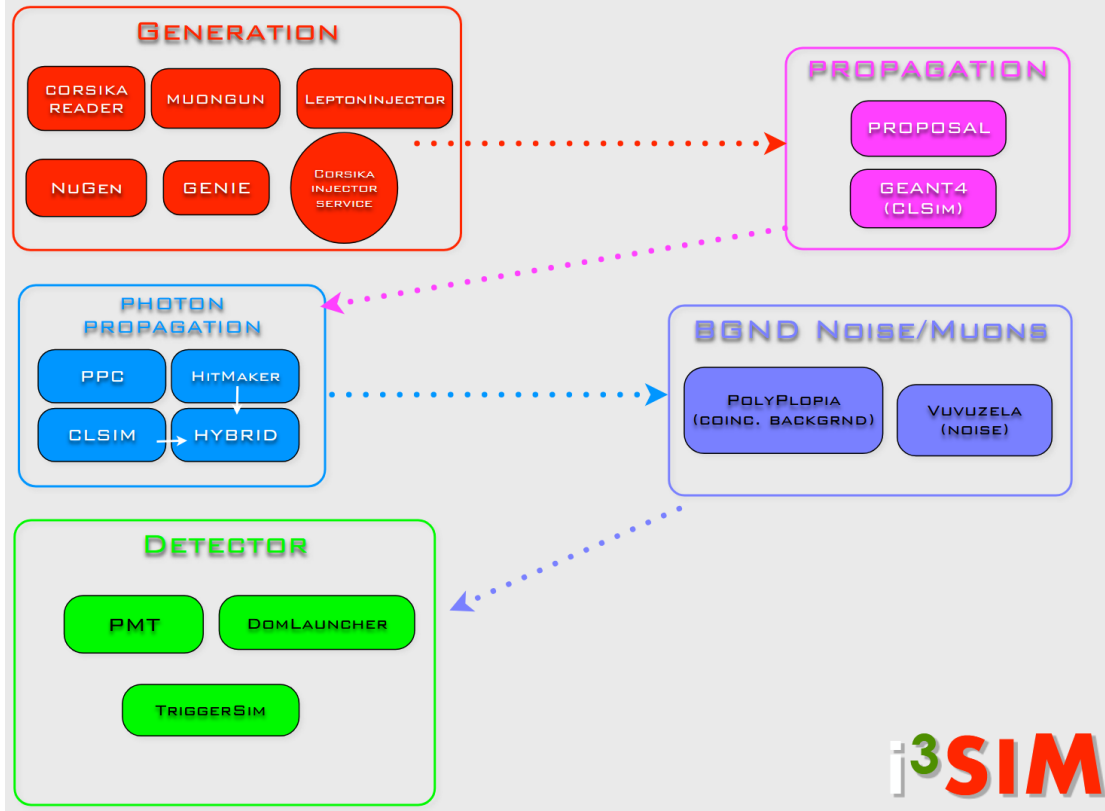 GENERATION
CORSIKA
READER
MUONGUN
LEPTONINJECTOR
NUGEN
GENIE
CORSIKA
INJECTOR
SERVICE
PROPAGATION
PROPOSAL
GEANT4
(CLSIM)
PHOTON
PROPAGATION
PPC
HITMAKER
CLSIM
HYBRID
BGND NOISE/MUONS
POLYPLOPIA
(COINC. BACKGRND)
VUVUZELA
(NOISE)
DETECTOR
PMT
DOMLAUNCHER
TRIGGERSIM
i3SIM